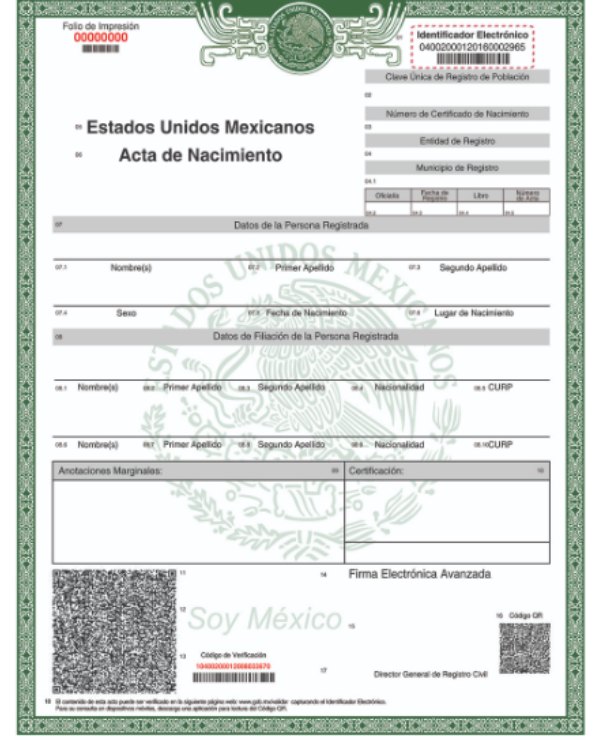 Folio de Impresión
00000000
01 Identificador Electrónico
04002000120160002965
Clave Única de Registro de Población
02
Número de Certificado de Nacimiento
03
Entidad de Registro
04
Municipio de Registro
04.1
Oficialía Fecha de Registro Libro Número de Acta
04.2 04.3 04.4 04.5
05 Estados Unidos Mexicanos
06 Acta de Nacimiento
07 Datos de la Persona Registrada
07.1 Nombre(s) 07.2 Primer Apellido 07.3 Segundo Apellido
07.4 Sexo 07.5 Fecha de Nacimiento 07.6 Lugar de Nacimiento
08 Datos de Filiación de la Persona Registrada
08.1 Nombre(s) 08.2 Primer Apellido 08.3 Segundo Apellido 08.4 Nacionalidad 08.5 CURP
08.6 Nombre(s) 08.7 Primer Apellido 08.8 Segundo Apellido 08.9 Nacionalidad 08.10 CURP
ESTADOS UNIDOS MEXICANOS
Anotaciones Marginales: 09 Certificación: 10
11
14 Firma Electrónica Avanzada
12 Soy México
15
16 Código QR
13 Código de Verificación
17 Director General de Registro Civil
18 El contenido de esta acta puede ser verificado en la siguiente página web: www.gob.mx/validar capturando el Identificador Electrónico.
Para su consulta en dispositivos móviles, descarga una aplicación para lectura del Código QR.